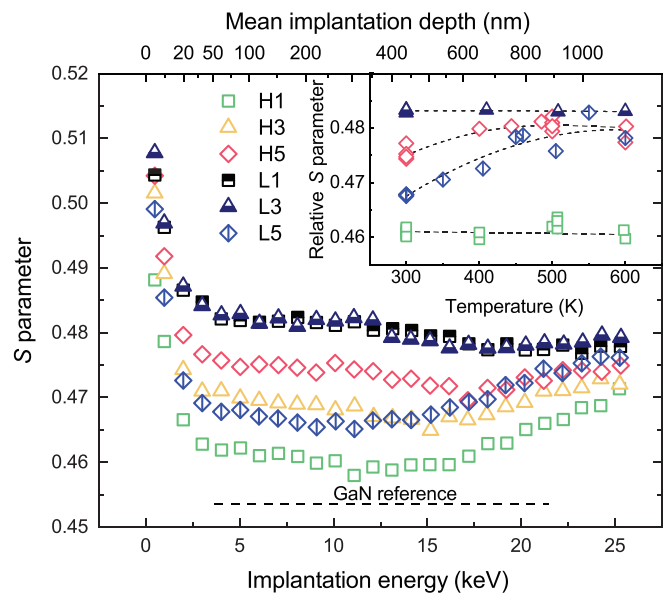 Mean implantation depth (nm)
0 20 50 100 200 300 400 500 600 800 1000
0.52
0.51
0.50
0.49
0.48
0.47
0.46
0.45
S parameter
H1
H3
H5
L1
L3
L5
Relative S parameter
0.48
0.47
0.46
300 400 500 600
Temperature (K)
GaN reference
0 5 10 15 20 25
Implantation energy (keV)